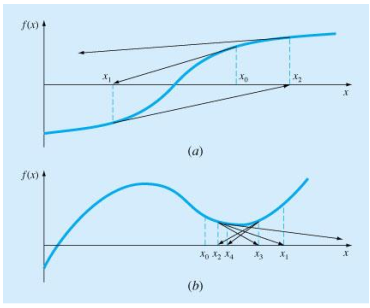 f(x)
x₁
x₀
x₂
x
(a)
f(x)
x₀ x₂ x₄ x₃ x₁
x
(b)